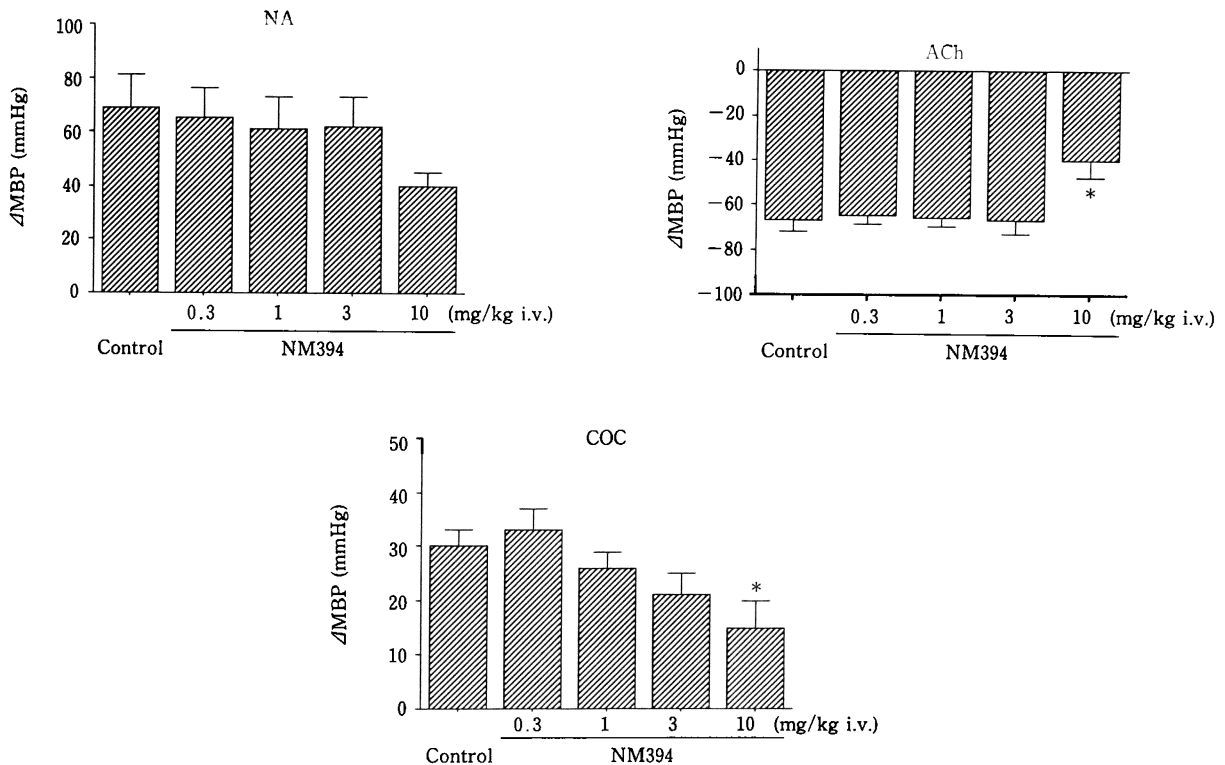 NA
ΔMBP (mmHg)
100
80
60
40
20
0
0.3 1 3 10 (mg/kg i.v.)
Control NM394
ACh
ΔMBP (mmHg)
0
−20
−40
−60
−80
−100
*
0.3 1 3 10 (mg/kg i.v.)
Control NM394
COC
ΔMBP (mmHg)
50
40
30
20
10
0
*
0.3 1 3 10 (mg/kg i.v.)
Control NM394